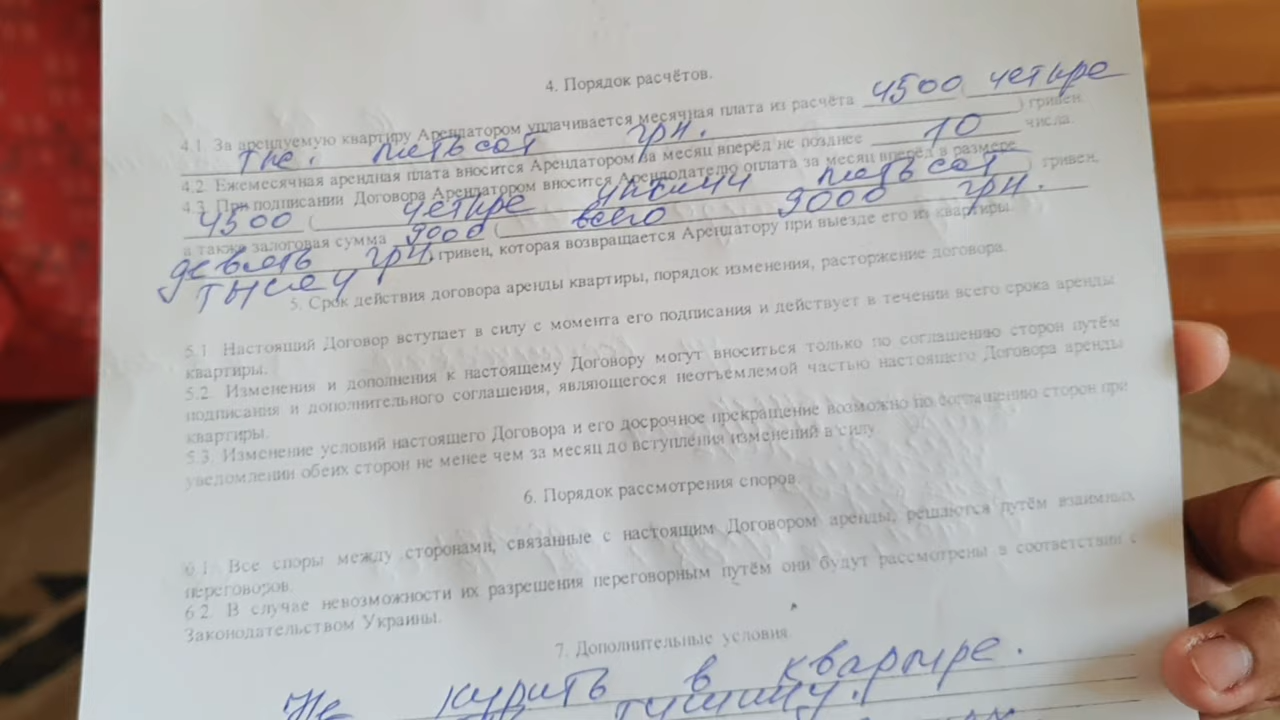 4. Порядок расчётов.
4.1. За арендуемую квартиру Арендатором уплачивается месячная плата из расчёта 4500 ( четыре
тыс. пятьсот грн. ) гривен.
4.2. Ежемесячная арендная плата вносится Арендатором за месяц вперёд не позднее 10 числа.
4.3. При подписании Договора Арендатором вносится Арендодателю оплата за месяц вперёд в размере
4500 ( четыре пятьсот ) гривен,
а также залоговая сумма 9000 ( всего 9000 грн.
девять грн. ) гривен, которая возвращается Арендатору при выезде его из квартиры.
тысяч
5. Срок действия договора аренды квартиры, порядок изменения, расторжение договора.
5.1. Настоящий Договор вступает в силу с момента его подписания и действует в течении всего срока аренды
квартиры.
5.2. Изменения и дополнения к настоящему Договору могут вноситься только по соглашению сторон путём
подписания и дополнительного соглашения, являющегося неотъемлемой частью настоящего Договора аренды
квартиры.
5.3. Изменение условий настоящего Договора и его досрочное прекращение возможно по соглашению сторон при
уведомлении обеих сторон не менее чем за месяц до вступления изменений в силу
6. Порядок рассмотрения споров.
6.1. Все споры между сторонами, связанные с настоящим Договором аренды, решаются путём взаимных
переговоров.
6.2. В случае невозможности их разрешения переговорным путём они будут рассмотрены в соответствии с
Законодательством Украины.
7. Дополнительные условия
Не курить в квартире.
тишину.